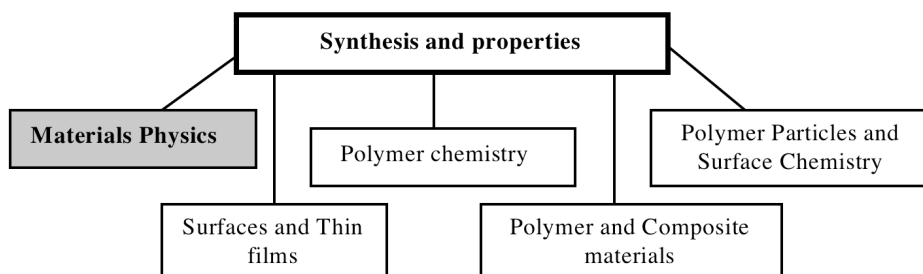 Synthesis and properties
Materials Physics
Polymer chemistry
Polymer Particles and
Surface Chemistry
Surfaces and Thin
films
Polymer and Composite
materials